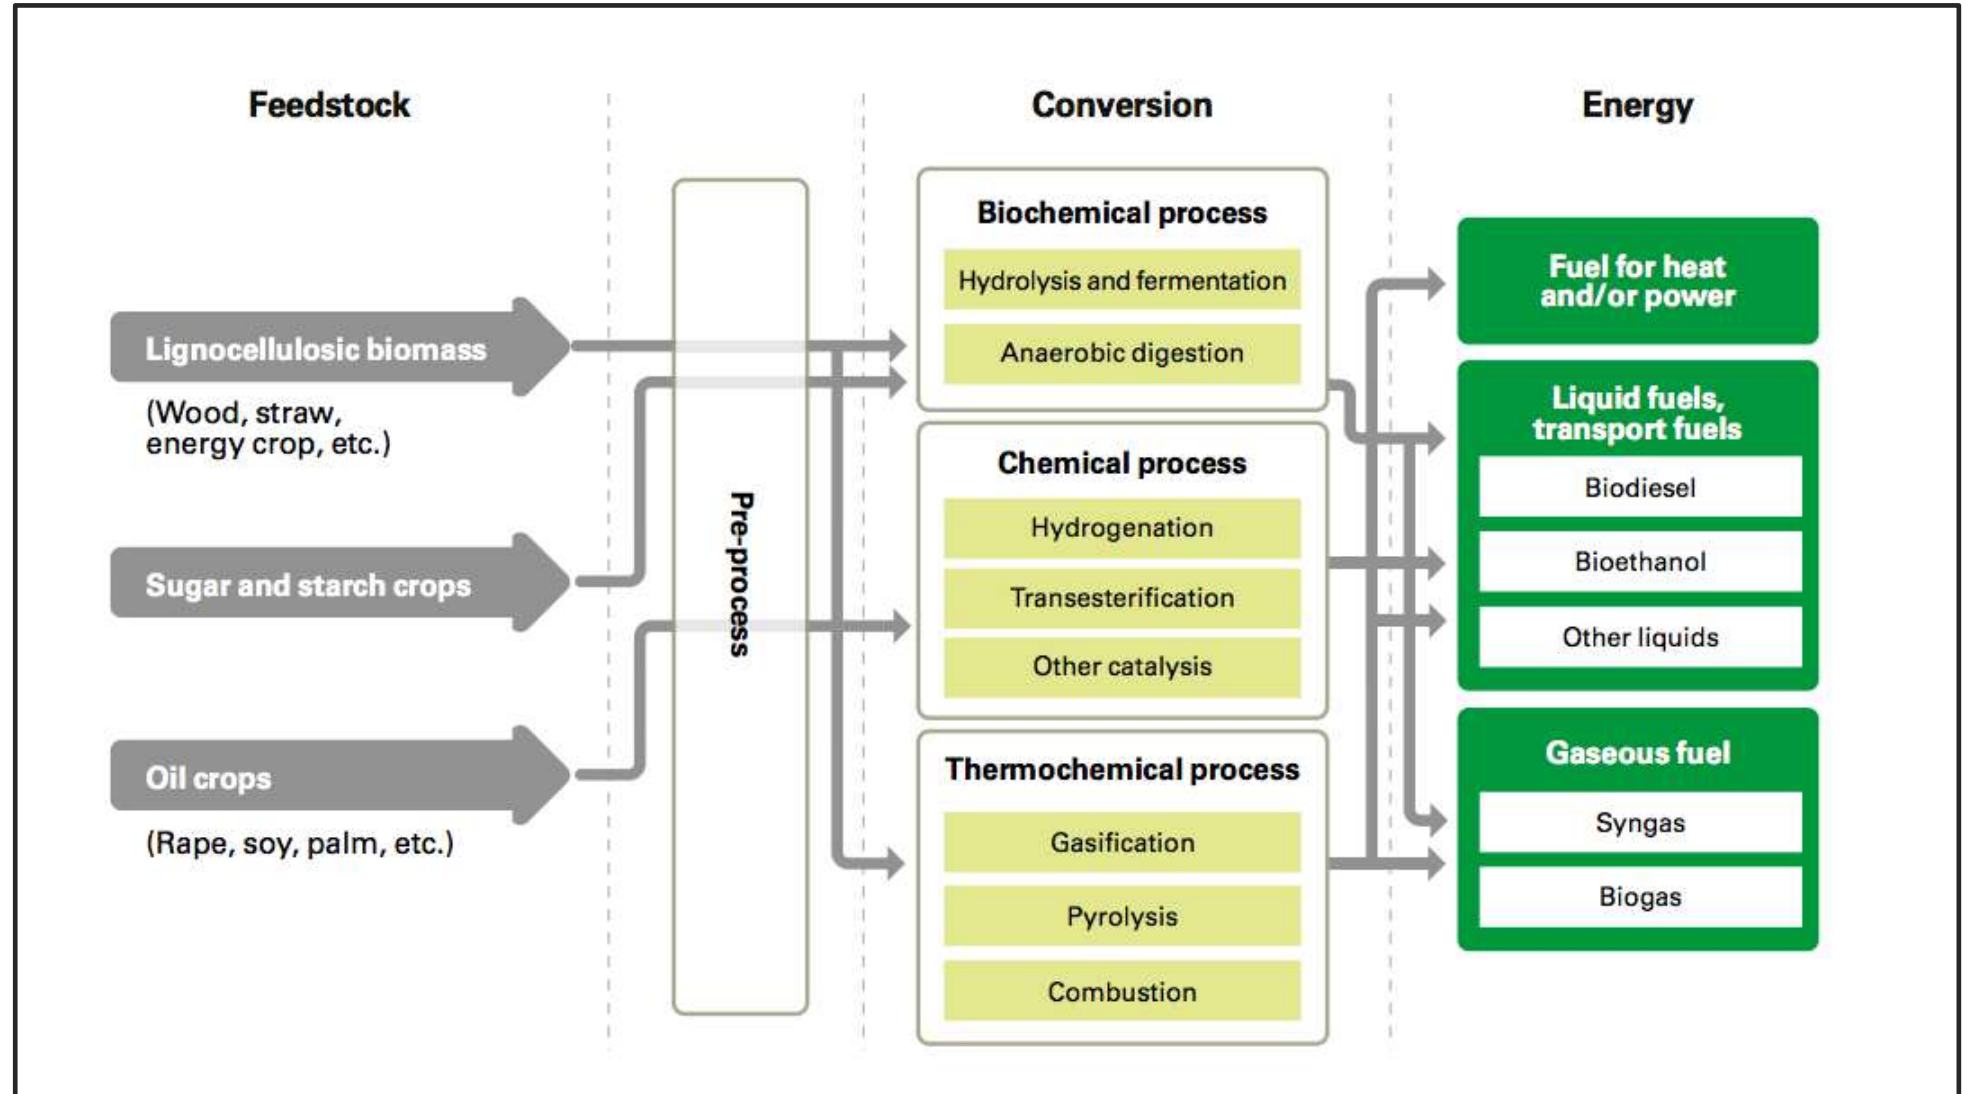 Feedstock
Conversion
Energy
Lignocellulosic biomass
(Wood, straw,
energy crop, etc.)
Sugar and starch crops
Oil crops
(Rape, soy, palm, etc.)
Pre-process
Biochemical process
Hydrolysis and fermentation
Anaerobic digestion
Chemical process
Hydrogenation
Transesterification
Other catalysis
Thermochemical process
Gasification
Pyrolysis
Combustion
Fuel for heat
and/or power
Liquid fuels,
transport fuels
Biodiesel
Bioethanol
Other liquids
Gaseous fuel
Syngas
Biogas